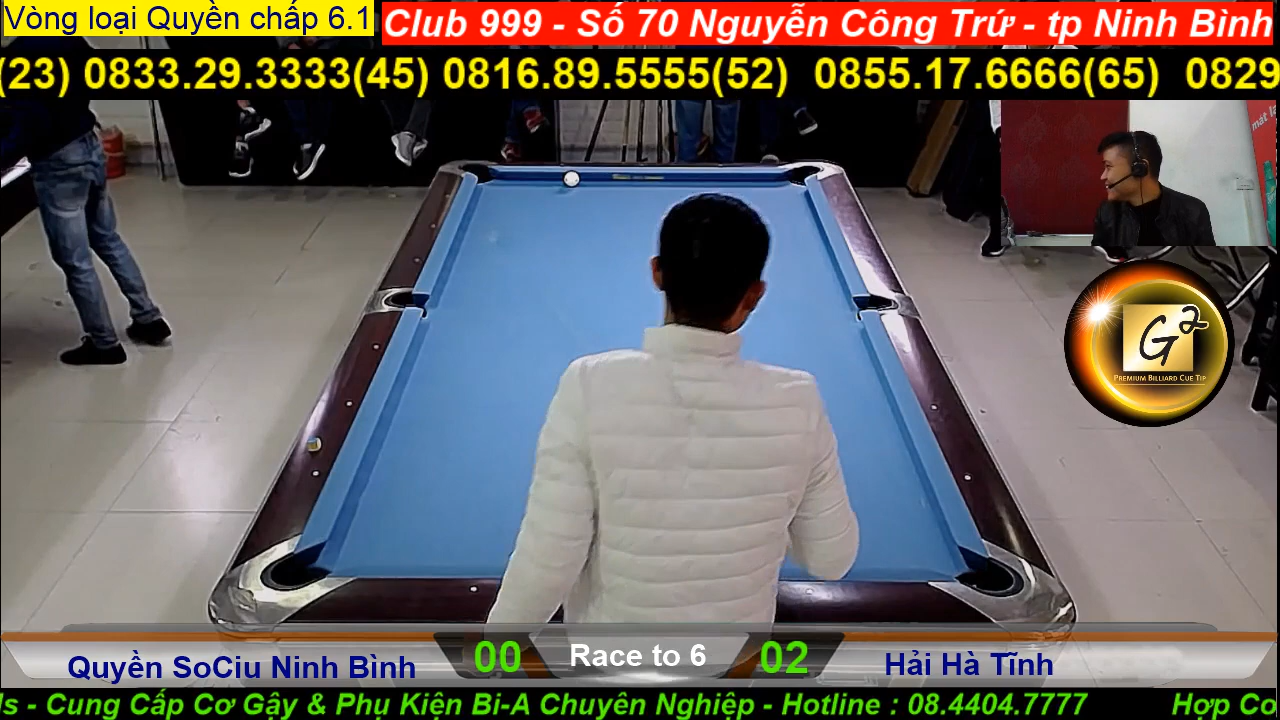 Vòng loại Quyền chấp 6.1
Club 999 - Số 70 Nguyễn Công Trứ - tp Ninh Bình
(23) 0833.29.3333(45) 0816.89.5555(52) 0855.17.6666(65) 0829
mát lạ
G2
PREMIUM BILLIARD CUE TIP
Quyền SoCiu Ninh Bình
00
Race to 6
02
Hải Hà Tĩnh
ls - Cung Cấp Cơ Gậy & Phụ Kiện Bi-A Chuyên Nghiệp - Hotline : 08.4404.7777 Hợp Co